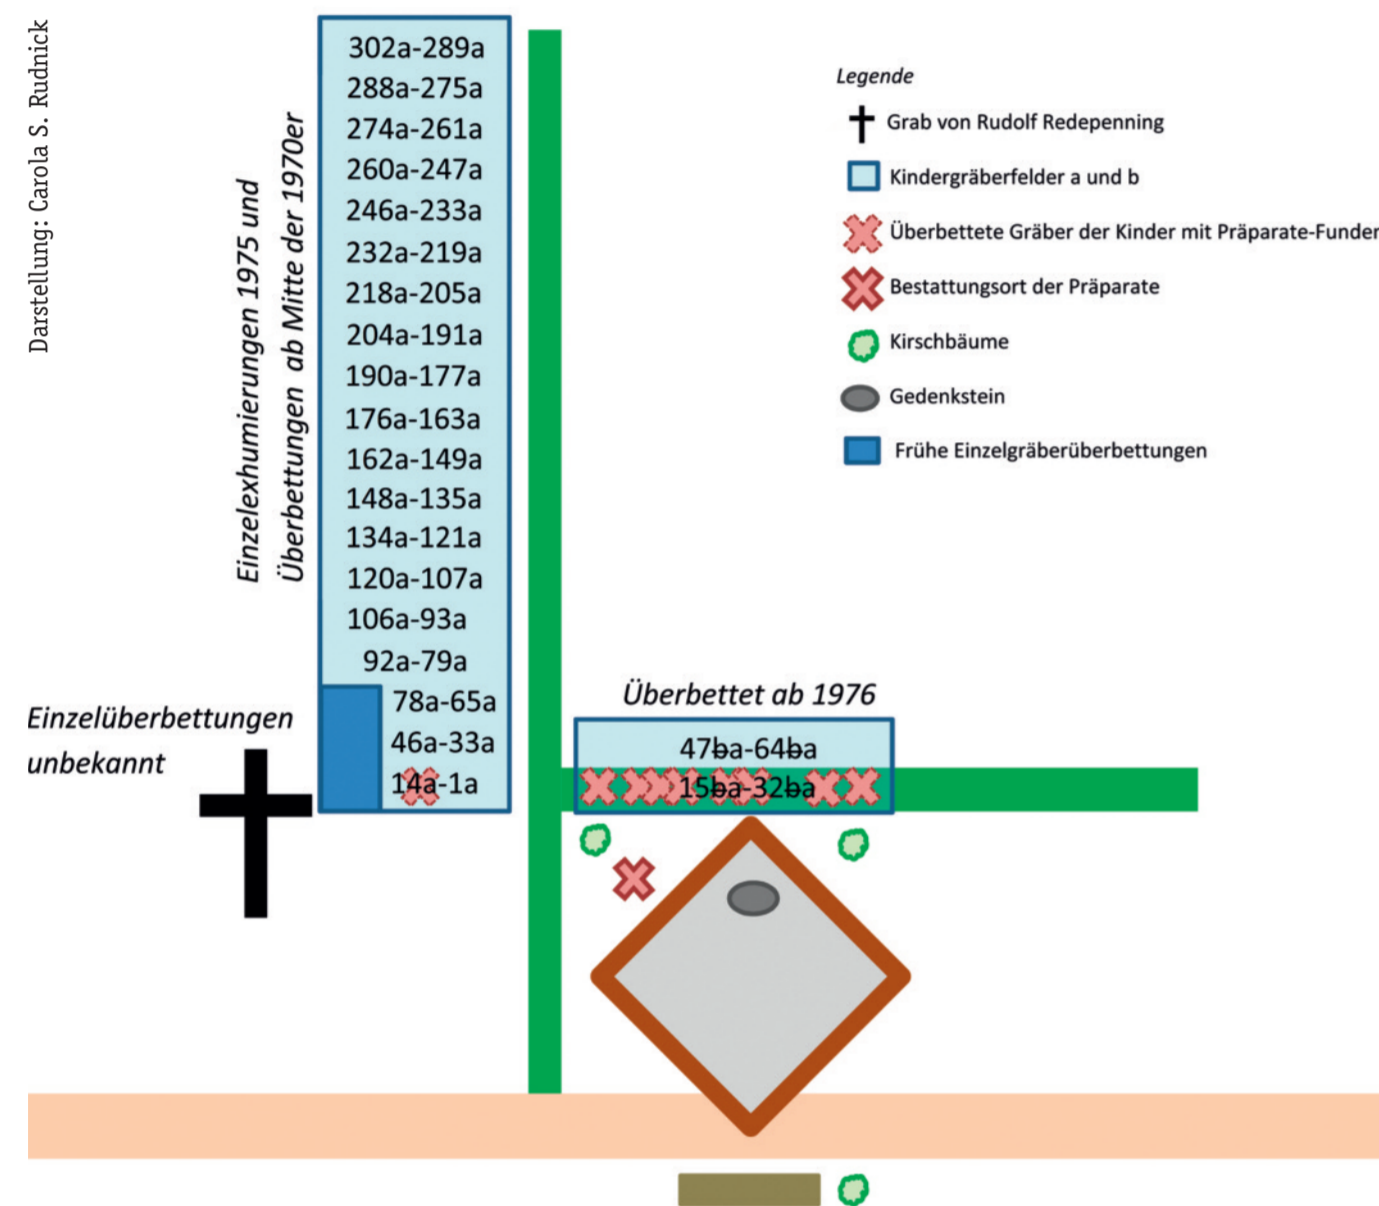 Darstellung: Carola S. Rudnick
Einzelexhumierungen 1975 und
Überbettungen ab Mitte der 1970er
302a-289a
288a-275a
274a-261a
260a-247a
246a-233a
232a-219a
218a-205a
204a-191a
190a-177a
176a-163a
162a-149a
148a-135a
134a-121a
120a-107a
106a-93a
92a-79a
78a-65a
46a-33a
14a-1a
Einzelüberbettungen
unbekannt
Überbettet ab 1976
47ba-64ba
15ba-32ba
Legende
Grab von Rudolf Redepenning
Kindergräberfelder a und b
Überbettete Gräber der Kinder mit Präparate-Funden
Bestattungsort der Präparate
Kirschbäume
Gedenkstein
Frühe Einzelgräberüberbettungen